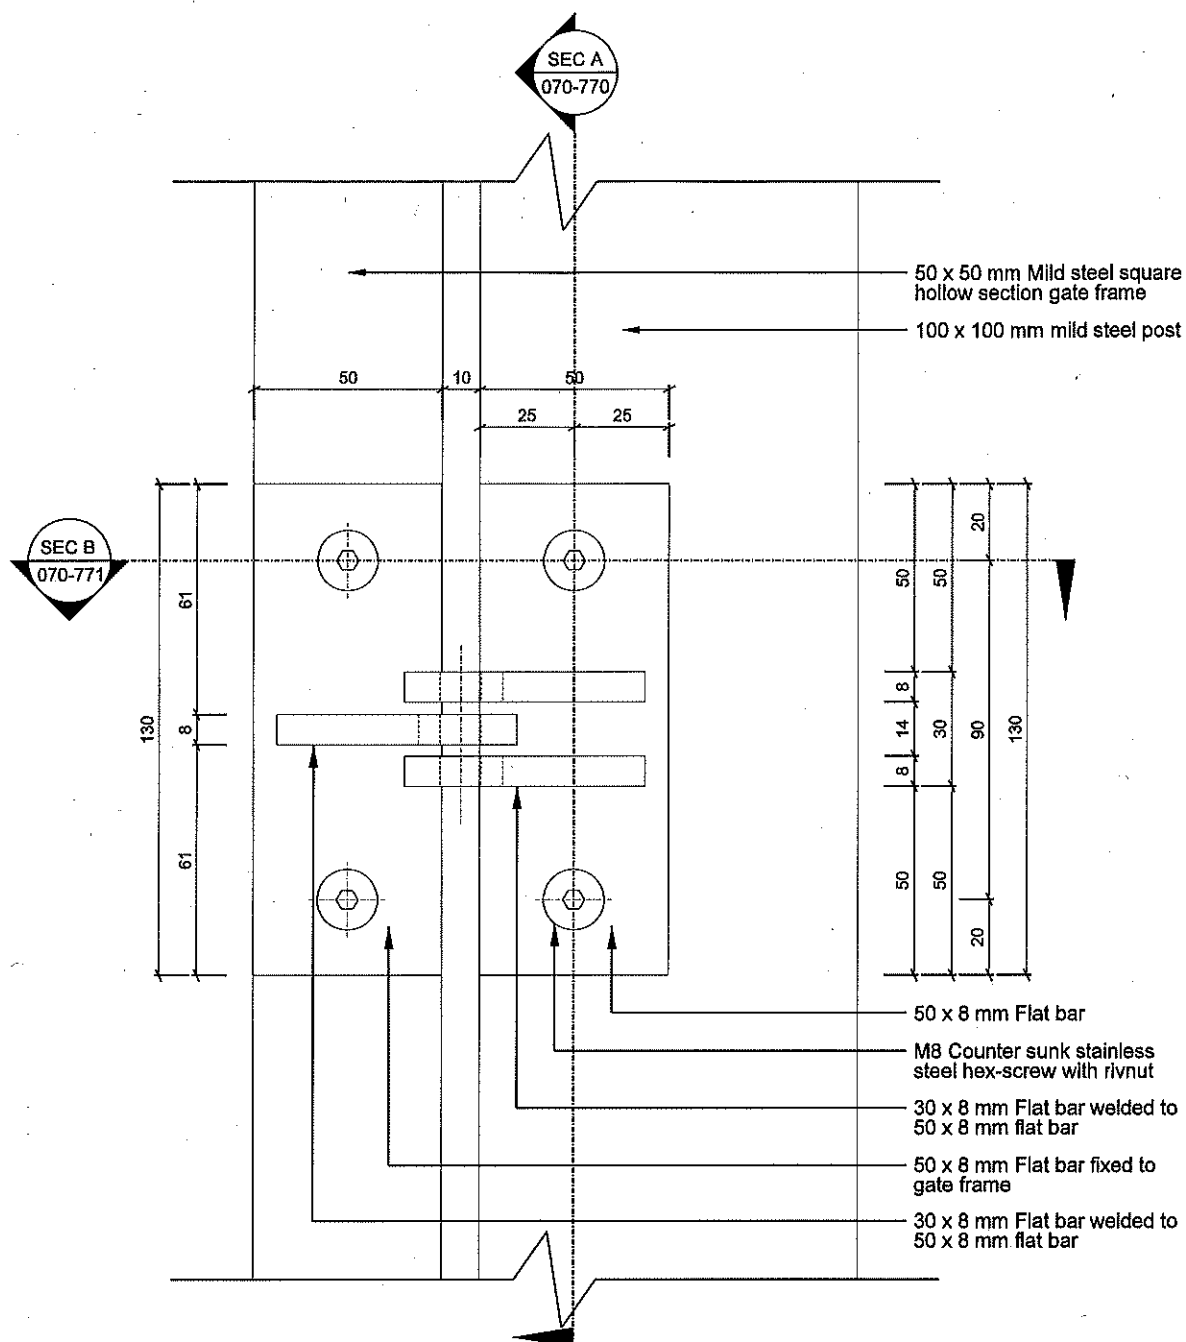 SEC A
070-770
50 x 50 mm Mild steel square
hollow section gate frame
100 x 100 mm mild steel post
50
10
50
25
25
SEC B
070-771
130
61
8
61
50
8
14
8
50
50
30
50
20
90
20
130
50 x 8 mm Flat bar
M8 Counter sunk stainless
steel hex-screw with rivnut
30 x 8 mm Flat bar welded to
50 x 8 mm flat bar
50 x 8 mm Flat bar fixed to
gate frame
30 x 8 mm Flat bar welded to
50 x 8 mm flat bar